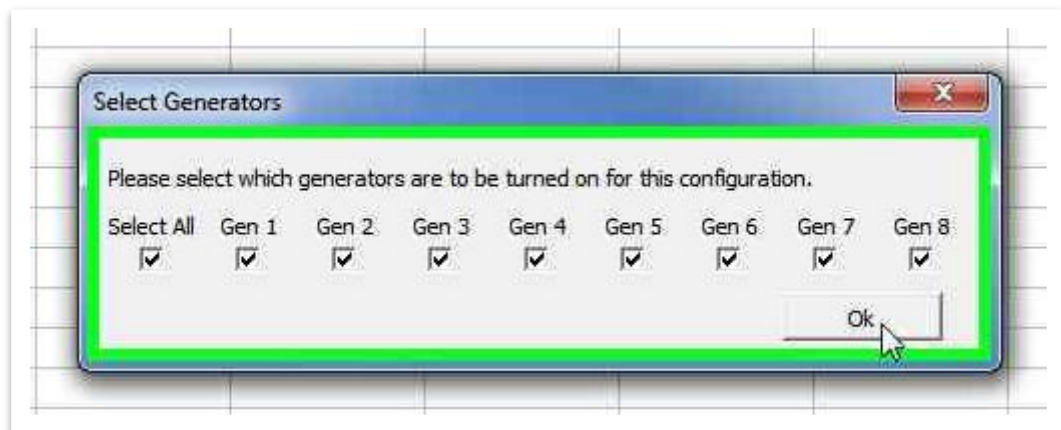 Select Generators
Please select which generators are to be turned on for this configuration.
Select All Gen 1 Gen 2 Gen 3 Gen 4 Gen 5 Gen 6 Gen 7 Gen 8
Ok